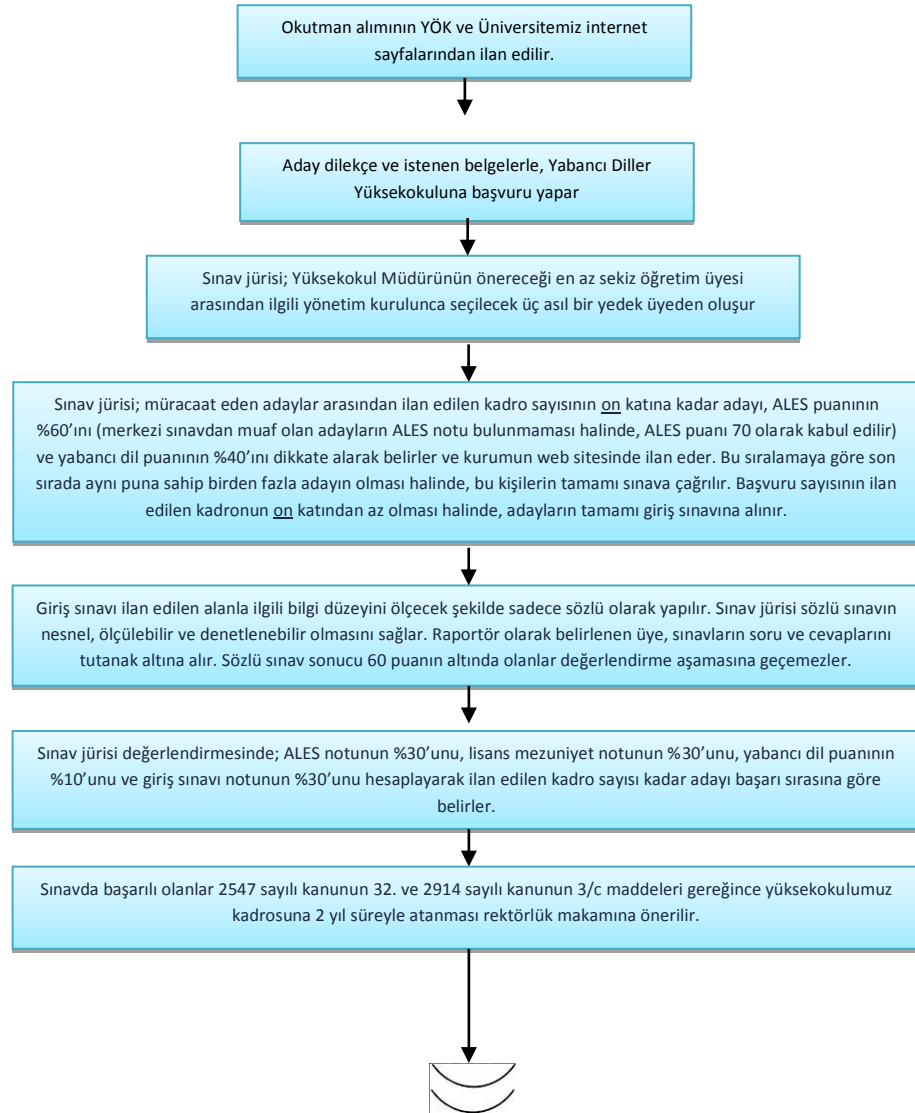 Okutman alımının YÖK ve Üniversitemiz internet
sayfalarından ilan edilir.
Aday dilekçe ve istenen belgelerle, Yabancı Diller
Yüksekokuluna başvuru yapar
Sınav jürisi; Yüksekokul Müdürünün önereceği en az sekiz öğretim üyesi
arasından ilgili yönetim kurulunca seçilecek üç asıl bir yedek üyeden oluşur
Sınav jürisi; müracaat eden adaylar arasından ilan edilen kadro sayısının on katına kadar adayı, ALES puanının
%60’ını (merkezi sınavdan muaf olan adayların ALES notu bulunmaması halinde, ALES puanı 70 olarak kabul edilir)
ve yabancı dil puanının %40’ını dikkate alarak belirler ve kurumun web sitesinde ilan eder. Bu sıralamaya göre son
sırada aynı puna sahip birden fazla adayın olması halinde, bu kişilerin tamamı sınava çağrılır. Başvuru sayısının ilan
edilen kadronun on katından az olması halinde, adayların tamamı giriş sınavına alınır.
Giriş sınavı ilan edilen alanla ilgili bilgi düzeyini ölçecek şekilde sadece sözlü olarak yapılır. Sınav jürisi sözlü sınavın
nesnel, ölçülebilir ve denetlenebilir olmasını sağlar. Raportör olarak belirlenen üye, sınavların soru ve cevaplarını
tutanak altına alır. Sözlü sınav sonucu 60 puanın altında olanlar değerlendirme aşamasına geçemezler.
Sınav jürisi değerlendirmesinde; ALES notunun %30’unu, lisans mezuniyet notunun %30’unu, yabancı dil puanının
%10’unu ve giriş sınavı notunun %30’unu hesaplayarak ilan edilen kadro sayısı kadar adayı başarı sırasına göre
belirler.
Sınavda başarılı olanlar 2547 sayılı kanunun 32. ve 2914 sayılı kanunun 3/c maddeleri gereğince yüksekokulumuz
kadrosuna 2 yıl süreyle atanması rektörlük makamına önerilir.